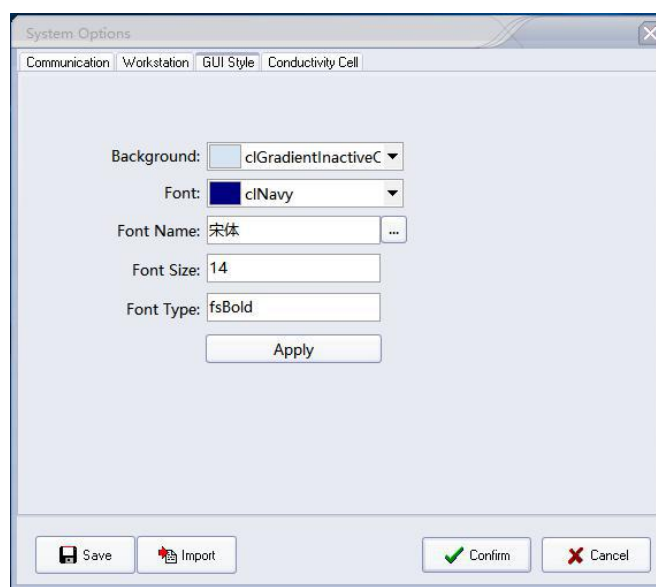 System Options
Communication Workstation GUI Style Conductivity Cell
Background: clGradientInactiveC
Font: clNavy
Font Name: 宋体 ...
Font Size: 14
Font Type: fsBold
Apply
Save Import Confirm Cancel